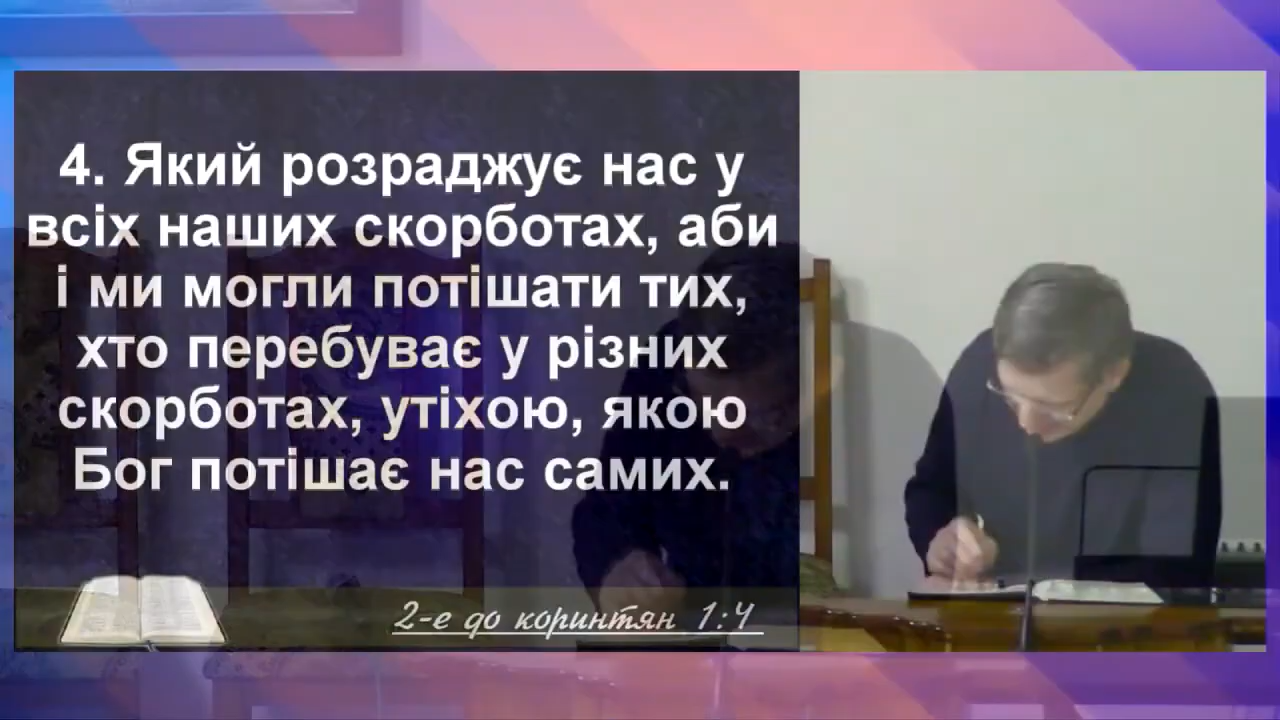 4. Який розраджує нас у
всіх наших скорботах, аби
і ми могли потішати тих,
хто перебуває у різних
скорботах, утіхою, якою
Бог потішає нас самих.
2-е до коринтян 1:4